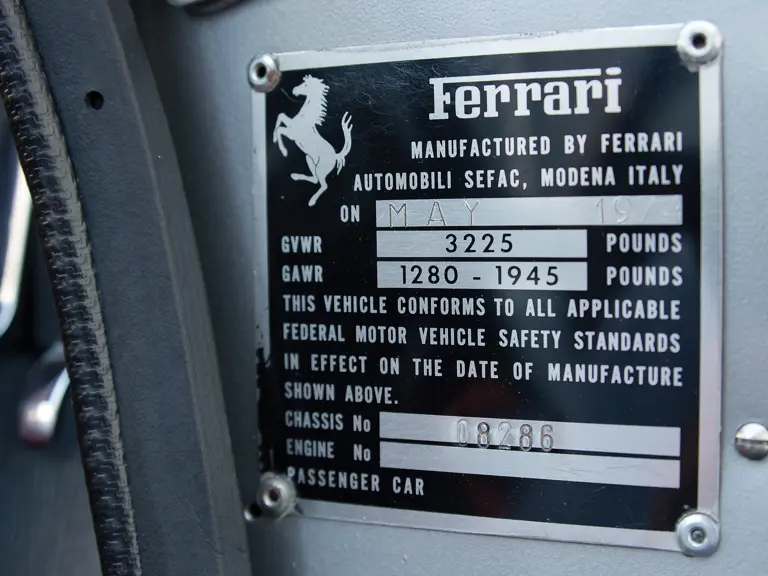 Ferrari
MANUFACTURED BY FERRARI
AUTOMOBILI SEFAC, MODENA ITALY
ON MAY 1974
GVWR 3225 POUNDS
GAWR 1280 - 1945 POUNDS
THIS VEHICLE CONFORMS TO ALL APPLICABLE
FEDERAL MOTOR VEHICLE SAFETY STANDARDS
IN EFFECT ON THE DATE OF MANUFACTURE
SHOWN ABOVE.
CHASSIS No 08286
ENGINE No
PASSENGER CAR